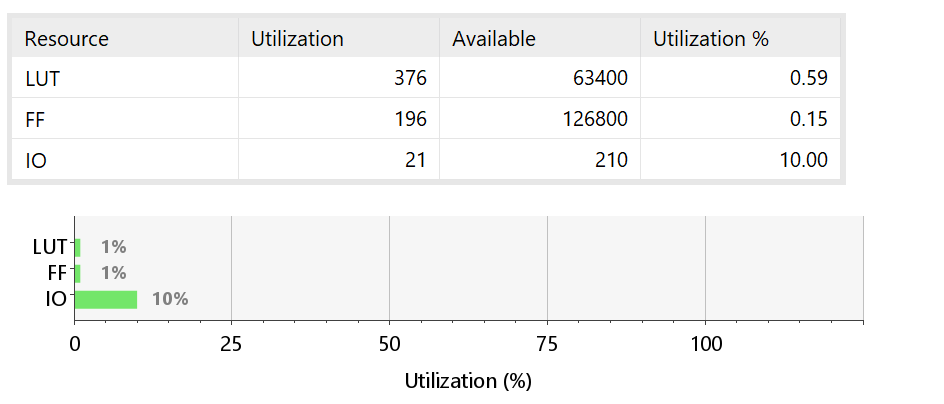 Resource Utilization Available Utilization %
LUT 376 63400 0.59
FF 196 126800 0.15
IO 21 210 10.00
LUT 1%
FF 1%
IO 10%
0 25 50 75 100
Utilization (%)